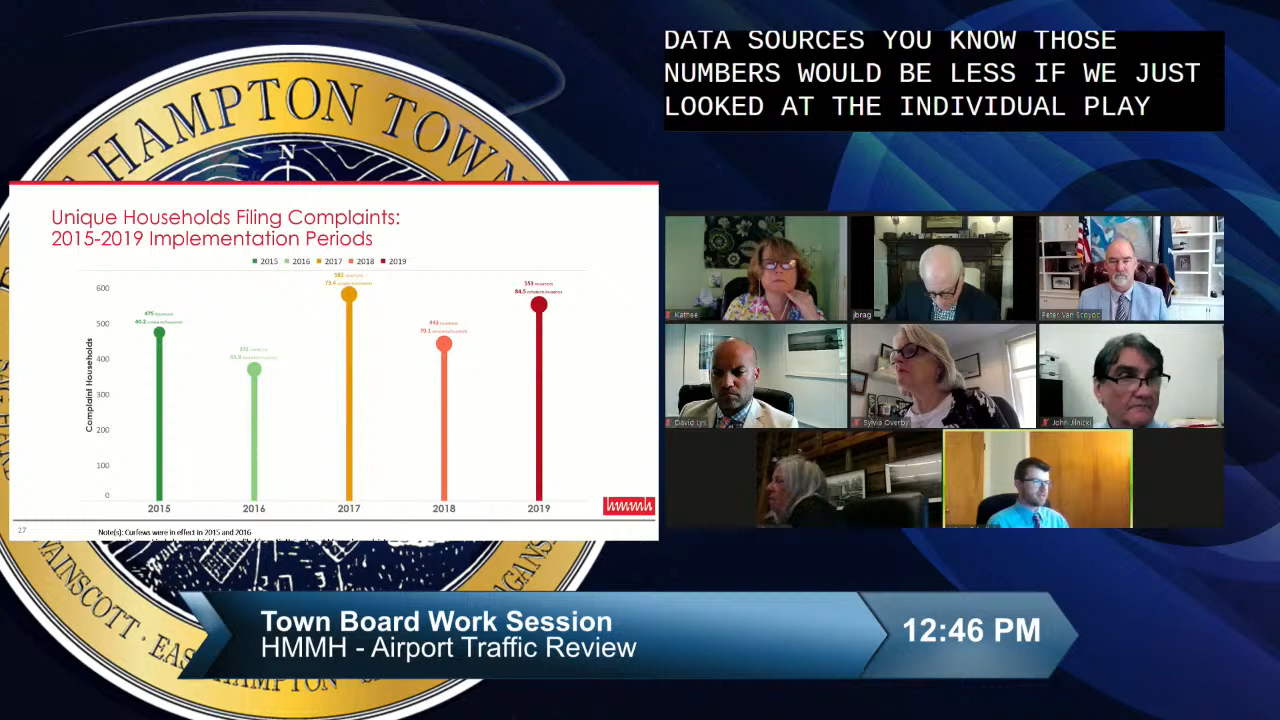 DATA SOURCES YOU KNOW THOSE
NUMBERS WOULD BE LESS IF WE JUST
LOOKED AT THE INDIVIDUAL PLAY
HAMPTON TOWN
N
Unique Households Filing Complaints:
2015-2019 Implementation Periods
2015 2016 2017 2018 2019
Complaint Households
600
500
400
300
200
100
0
2015 2016 2017 2018 2019
hmmh
27
Note(s): Curfews were in effect in 2015 and 2016
Kathee
jbrag
Peter Van Scoyoc
David Lys
Sylvia Overby
John Jilnicki
WAINSCOTT · EAS
HAMPTON
Town Board Work Session
HMMH - Airport Traffic Review
12:46 PM